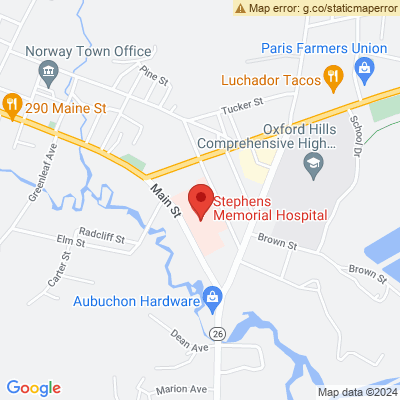 Map error: g.co/staticmaperror
Norway Town Office
Paris Farmers Union
Pine St
Luchador Tacos
290 Maine St
Tucker St
School Dr
Oxford Hills
Comprehensive High...
Greenleaf Ave
Main St
Stephens
Memorial Hospital
Radcliff St
Elm St
Brown St
Carter St
Brown St
Aubuchon Hardware
26
Dean Ave
Marion Ave
Google
Map data ©2024